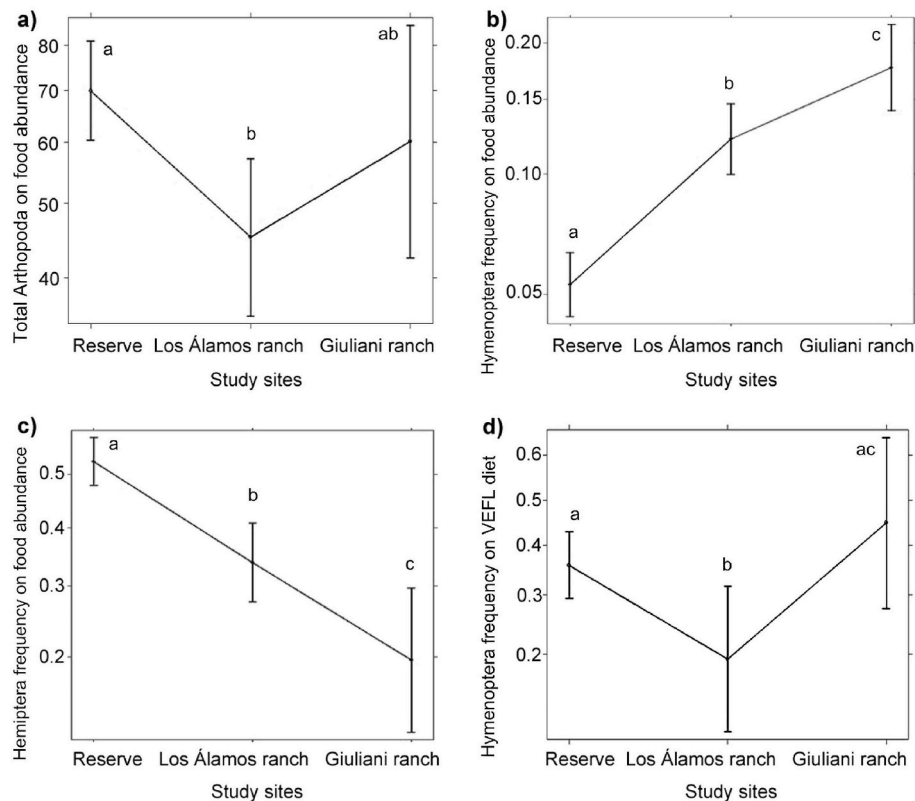 a)
Total Arthopoda on food abundance
80
70
60
50
40
a
b
ab
Reserve Los Álamos ranch Giuliani ranch
Study sites
b)
Hymenoptera frequency on food abundance
0.20
0.15
0.10
0.05
a
b
c
Reserve Los Álamos ranch Giuliani ranch
Study sites
c)
Hemiptera frequency on food abundance
0.5
0.4
0.3
0.2
a
b
c
Reserve Los Álamos ranch Giuliani ranch
Study sites
d)
Hymenoptera frequency on VEFL diet
0.6
0.5
0.4
0.3
0.2
a
b
ac
Reserve Los Álamos ranch Giuliani ranch
Study sites